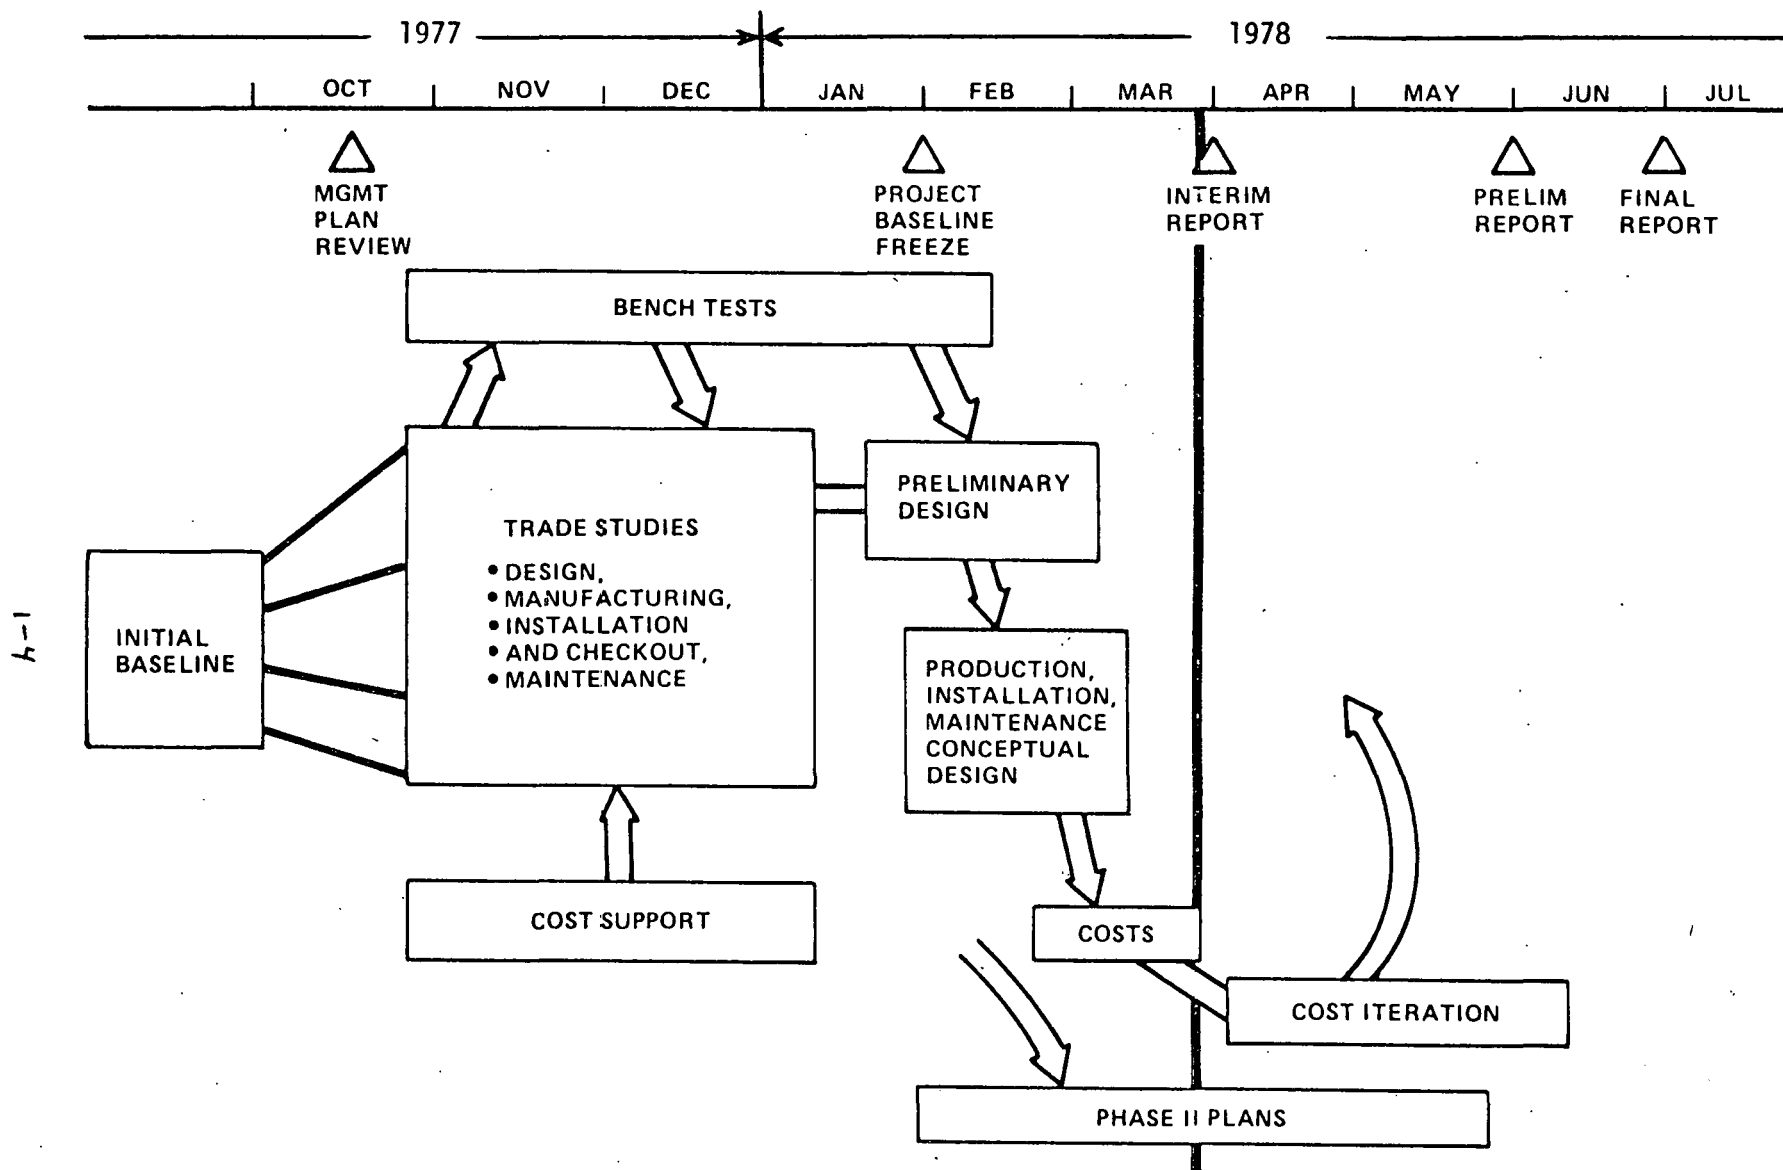 1977
1978
OCT
NOV
DEC
JAN
FEB
MAR
APR
MAY
JUN
JUL
MGMT
PLAN
REVIEW
PROJECT
BASELINE
FREEZE
INTERIM
REPORT
PRELIM
REPORT
FINAL
REPORT
BENCH TESTS
TRADE STUDIES
• DESIGN,
• MANUFACTURING,
• INSTALLATION
• AND CHECKOUT,
• MAINTENANCE
PRELIMINARY
DESIGN
INITIAL
BASELINE
PRODUCTION,
INSTALLATION,
MAINTENANCE
CONCEPTUAL
DESIGN
COST SUPPORT
COSTS
COST ITERATION
PHASE II PLANS
1-4